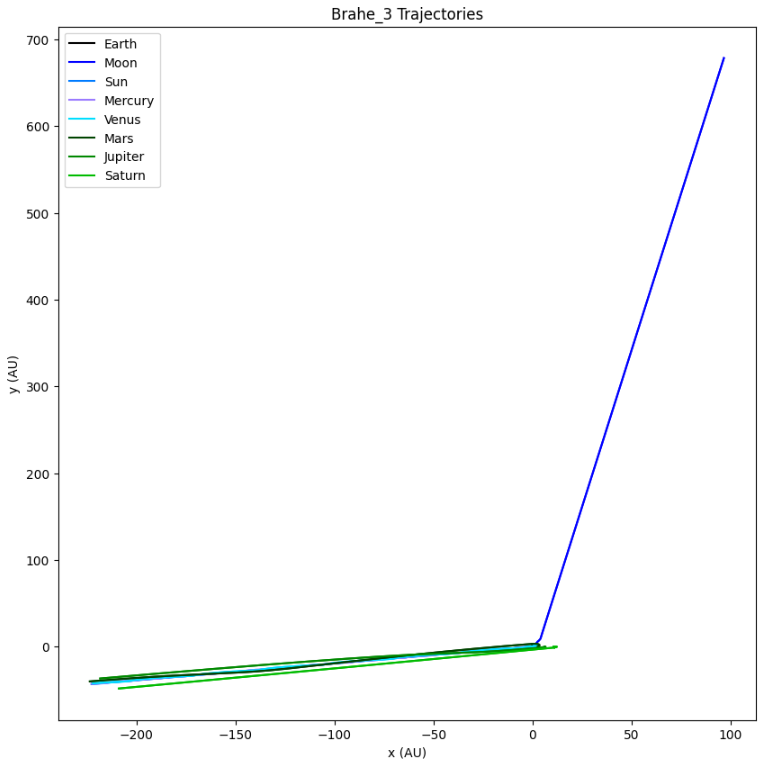 Brahe_3 Trajectories
Earth
Moon
Sun
Mercury
Venus
Mars
Jupiter
Saturn
700
600
500
400
300
200
100
0
y (AU)
−200
−150
−100
−50
0
50
100
x (AU)